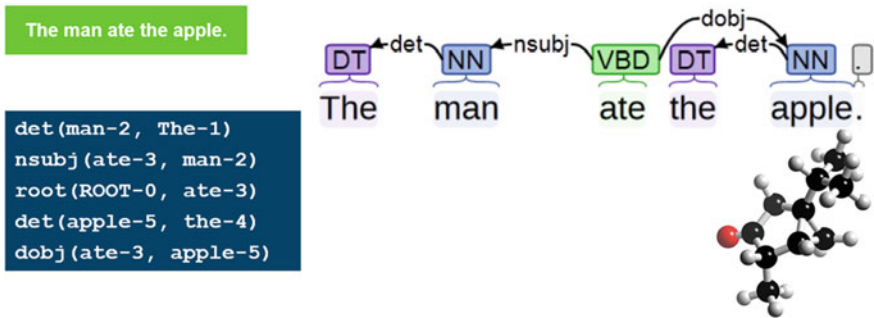 The man ate the apple.
det(man-2, The-1)
nsubj(ate-3, man-2)
root(ROOT-0, ate-3)
det(apple-5, the-4)
dobj(ate-3, apple-5)
dobj
det nsubj det
DT NN VBD DT NN .
The man ate the apple.